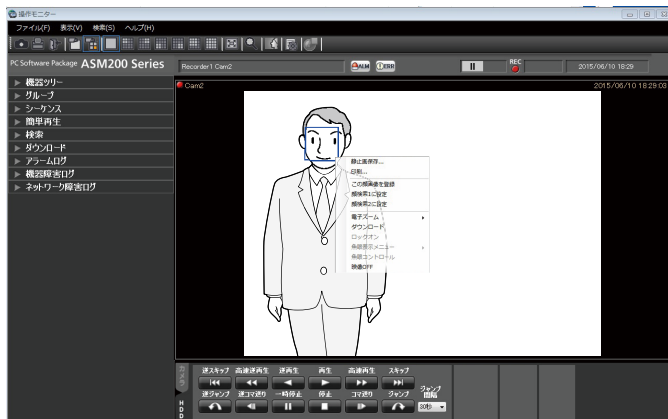 操作モニター
ファイル(F) 表示(V) 検索(S) ヘルプ(H)
PC Software Package ASM200 Series
Recorder1 Cam2
ALM
ERR
REC
2015/06/10 18:29
機器ツリー
グループ
シーケンス
簡単再生
検索
ダウンロード
アラームログ
機器障害ログ
ネットワーク障害ログ
Cam2
2015/06/10 18:29:03
静止画保存...
印刷...
この顔画像を登録
顔検索1に設定
顔検索2に設定
電子ズーム
ダウンロード
ロックオン
魚眼表示メニュー
魚眼コントロール
映像OFF
逆スキップ 高速逆再生 逆再生 再生 高速再生 スキップ
逆ジャンプ 逆コマ送り 一時停止 停止 コマ送り ジャンプ
ジャンプ間隔
30秒
HDD